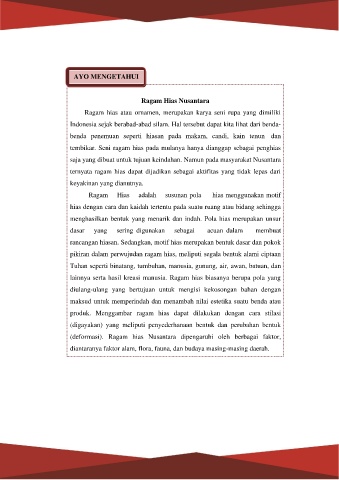 AYO MENGETAHUI
Ragam Hias Nusantara
Ragam hias atau ornamen, merupakan karya seni rupa yang dimiliki
Indonesia sejak berabad-abad silam. Hal tersebut dapat kita lihat dari benda-
benda penemuan seperti hiasan pada makam, candi, kain tenun dan
tembikar. Seni ragam hias pada mulanya hanya dianggap sebagai penghias
saja yang dibuat untuk tujuan keindahan. Namun pada masyarakat Nusantara
ternyata ragam hias dapat dijadikan sebagai aktifitas yang tidak lepas dari
keyakinan yang dianutnya.
Ragam Hias adalah susunan pola hias menggunakan motif
hias dengan cara dan kaidah tertentu pada suatu ruang atau bidang sehingga
menghasilkan bentuk yang menarik dan indah. Pola hias merupakan unsur
dasar yang sering digunakan sebagai acuan dalam membuat
rancangan hiasan. Sedangkan, motif hias merupakan bentuk dasar dan pokok
pikiran dalam perwujudan ragam hias, meliputi segala bentuk alami ciptaan
Tuhan seperti binatang, tumbuhan, manusia, gunung, air, awan, batuan, dan
lainnya serta hasil kreasi manusia. Ragam hias biasanya berupa pola yang
diulang-ulang yang bertujuan untuk mengisi kekosongan bahan dengan
maksud untuk memperindah dan menambah nilai estetika suatu benda atau
produk. Menggambar ragam hias dapat dilakukan dengan cara stilasi
(digayakan) yang meliputi penyederhanaan bentuk dan perubahan bentuk
(deformasi). Ragam hias Nusantara dipengaruhi oleh berbagai faktor,
diantaranya faktor alam, flora, fauna, dan budaya masing-masing daerah.